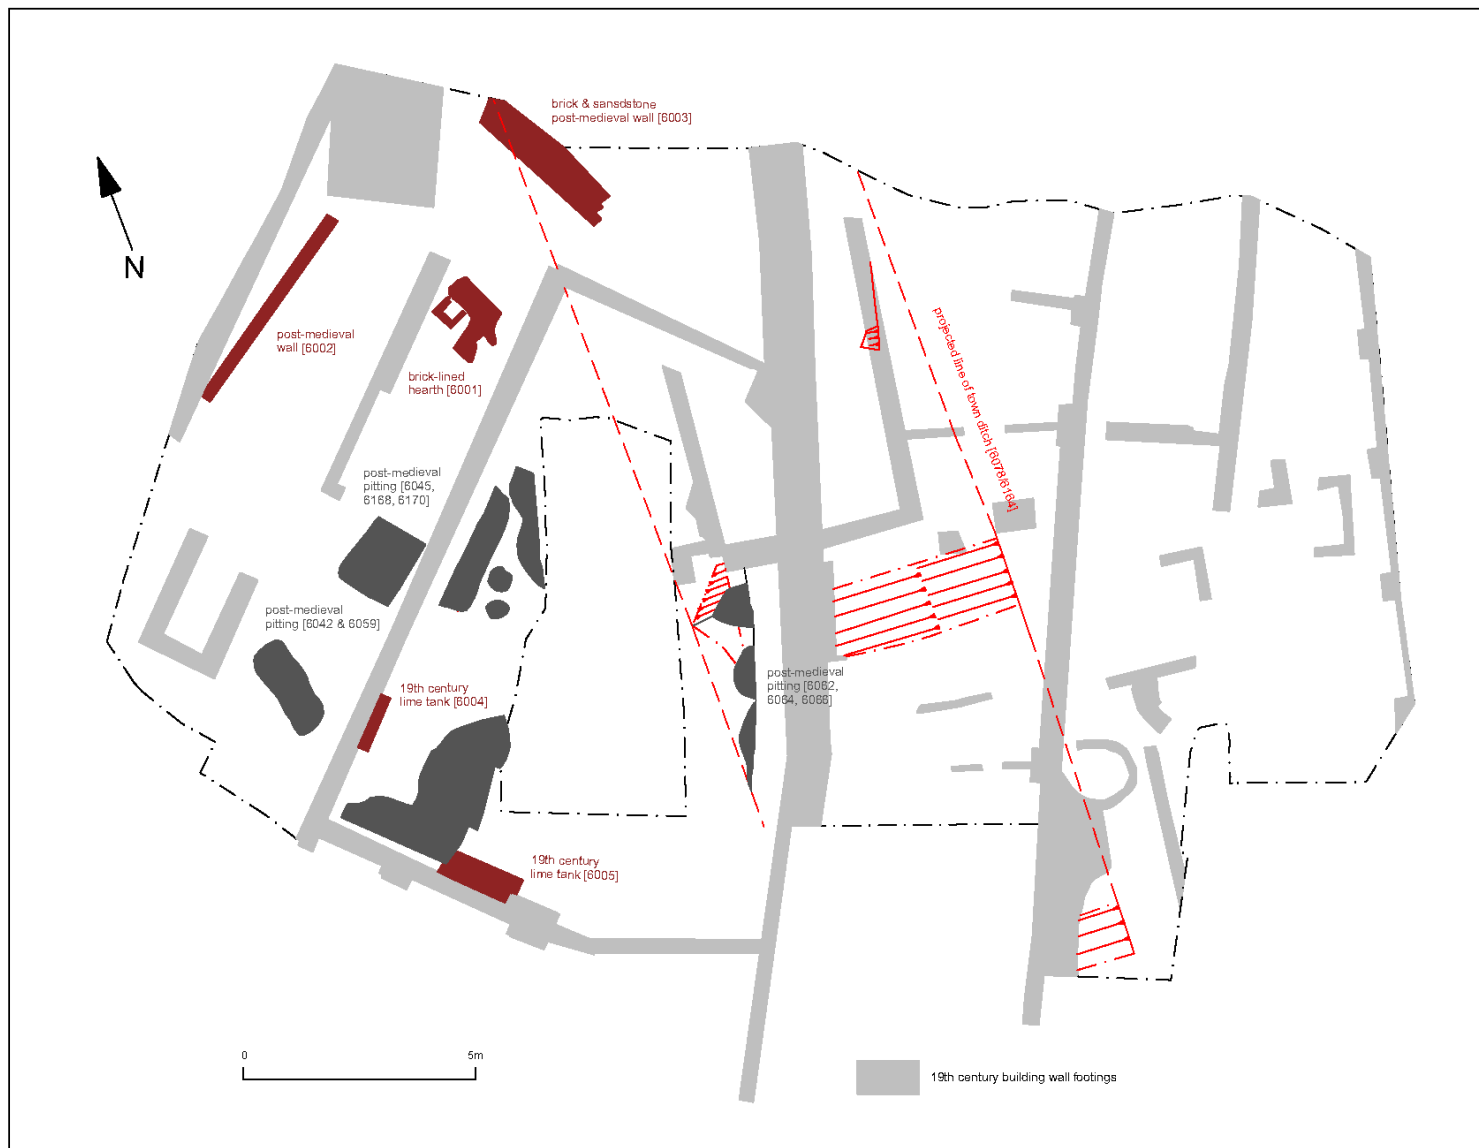 brick & sansdstone
post-medieval wall [6003]
N
post-medieval
wall [6002]
brick-lined
hearth [6001]
projected line of town ditch [6078/6164]
post-medieval
pitting [6045,
6168, 6170]
post-medieval
pitting [6042 & 6059]
19th century
lime tank [6004]
post-medieval
pitting [6062,
6064, 6066]
19th century
lime tank [6005]
0
5m
19th century building wall footings